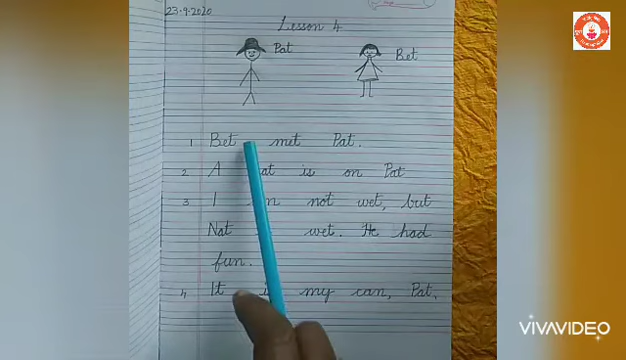 23-9-2020
Lesson 4
Pat
Bet
1 Bet met Pat.
2 A at is on Pat
3 I n not wet, but
Nat wet. He had
fun.
4 It my can, Pat,
VIVAVIDEO